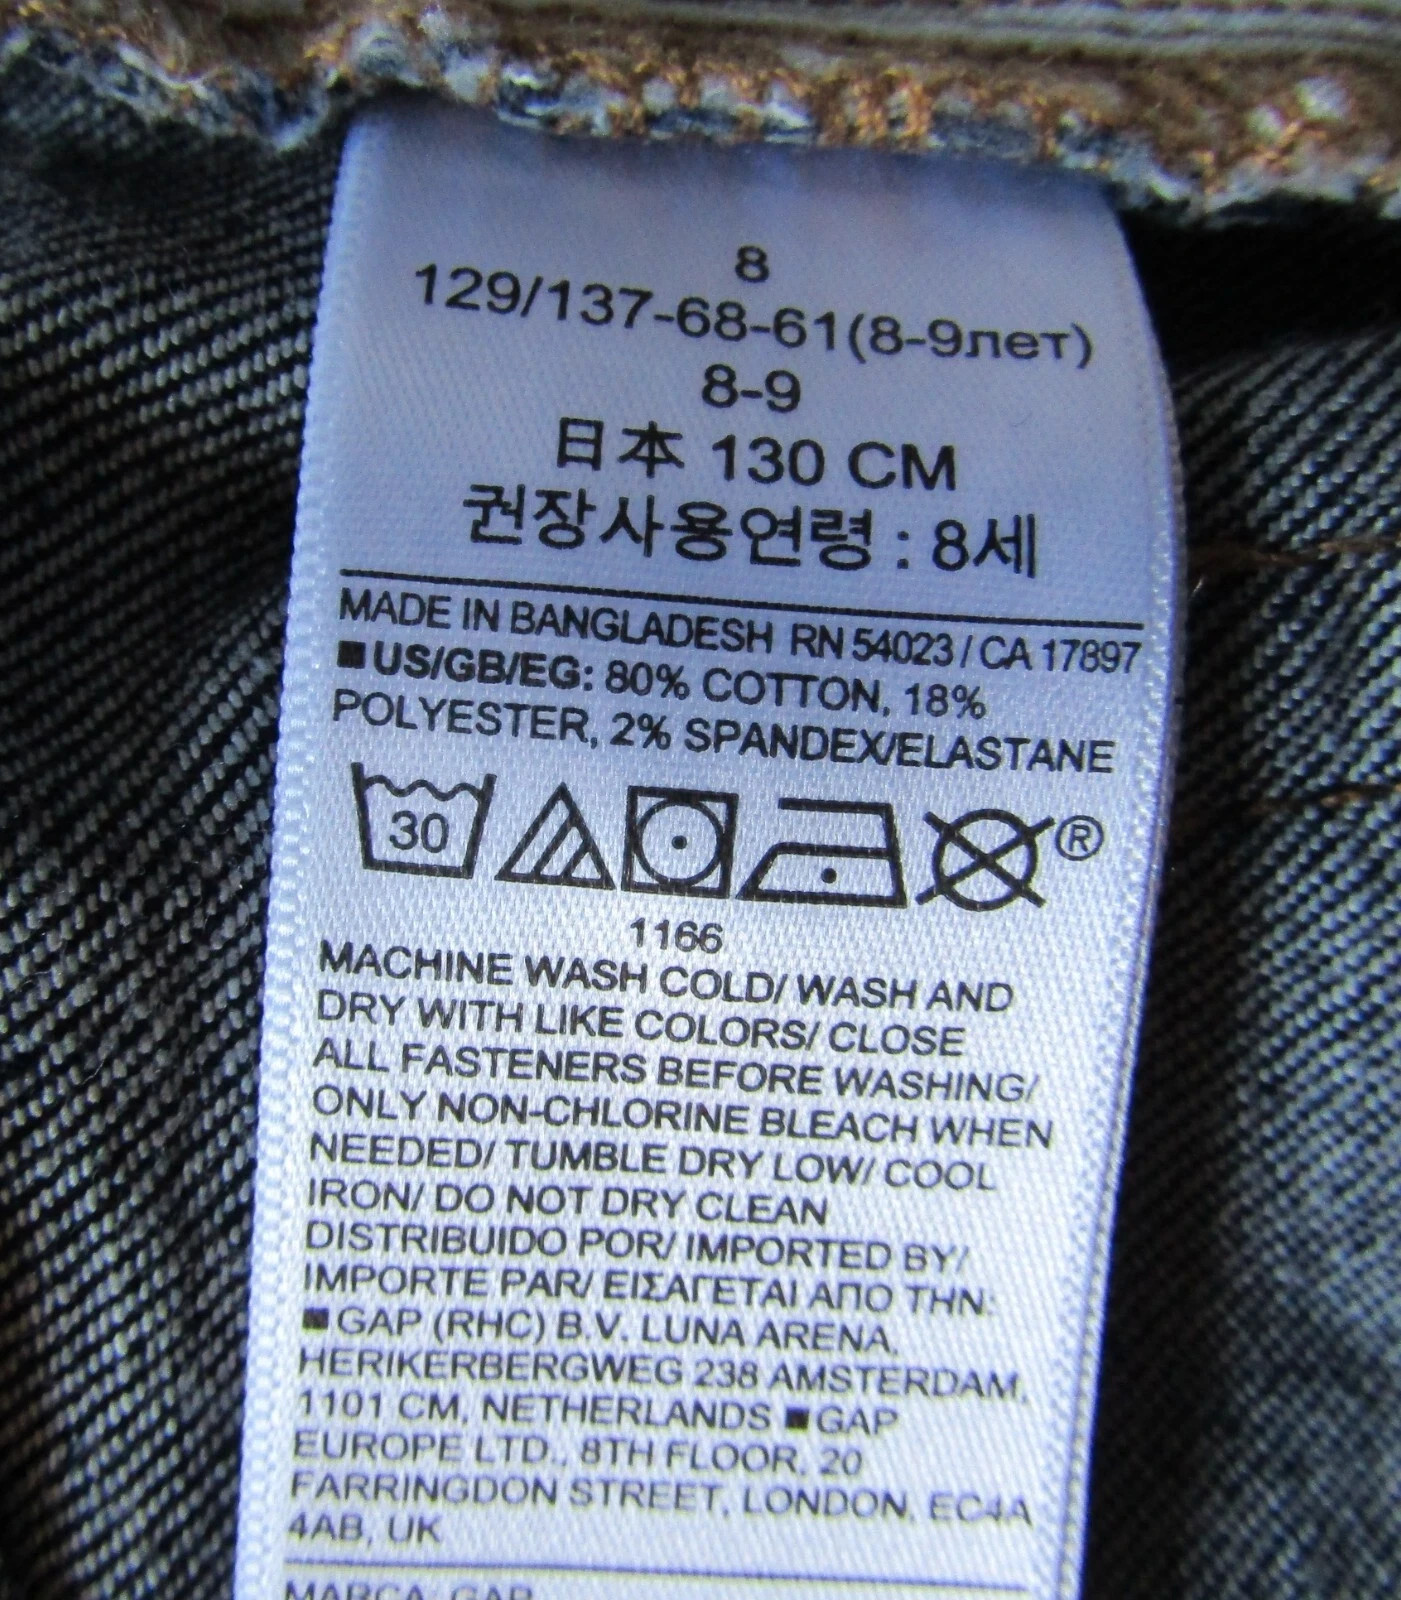 8
129/137-68-61(8-9лет)
8-9
日本 130 CM
권장사용연령 : 8세
MADE IN BANGLADESH RN 54023 / CA 17897
■ US/GB/EG: 80% COTTON, 18%
POLYESTER, 2% SPANDEX/ELASTANE
30 ®
1166
MACHINE WASH COLD/ WASH AND
DRY WITH LIKE COLORS/ CLOSE
ALL FASTENERS BEFORE WASHING/
ONLY NON-CHLORINE BLEACH WHEN
NEEDED/ TUMBLE DRY LOW/ COOL
IRON/ DO NOT DRY CLEAN
DISTRIBUIDO POR/ IMPORTED BY/
IMPORTE PAR/ ΕΙΣΑΓΕΤΑΙ ΑΠΟ ΤΗΝ:
■ GAP (RHC) B.V. LUNA ARENA,
HERIKERBERGWEG 238 AMSTERDAM,
1101 CM, NETHERLANDS ■ GAP
EUROPE LTD., 8TH FLOOR, 20
FARRINGDON STREET, LONDON, EC4A
4AB, UK
MARCA: GAP